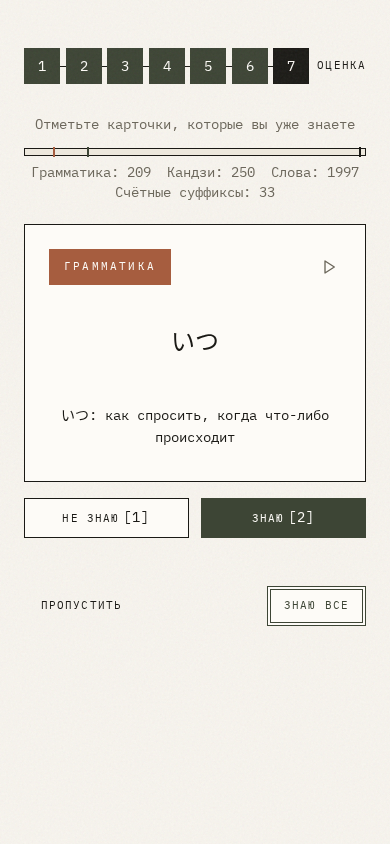 1 2 3 4 5 6 7 ОЦЕНКА
Отметьте карточки, которые вы уже знаете
Грамматика: 209 Кандзи: 250 Слова: 1997
Счётные суффиксы: 33
ГРАММАТИКА
いつ
いつ: как спросить, когда что-либо
происходит
НЕ ЗНАЮ [1]
ЗНАЮ [2]
ПРОПУСТИТЬ
ЗНАЮ ВСЕ